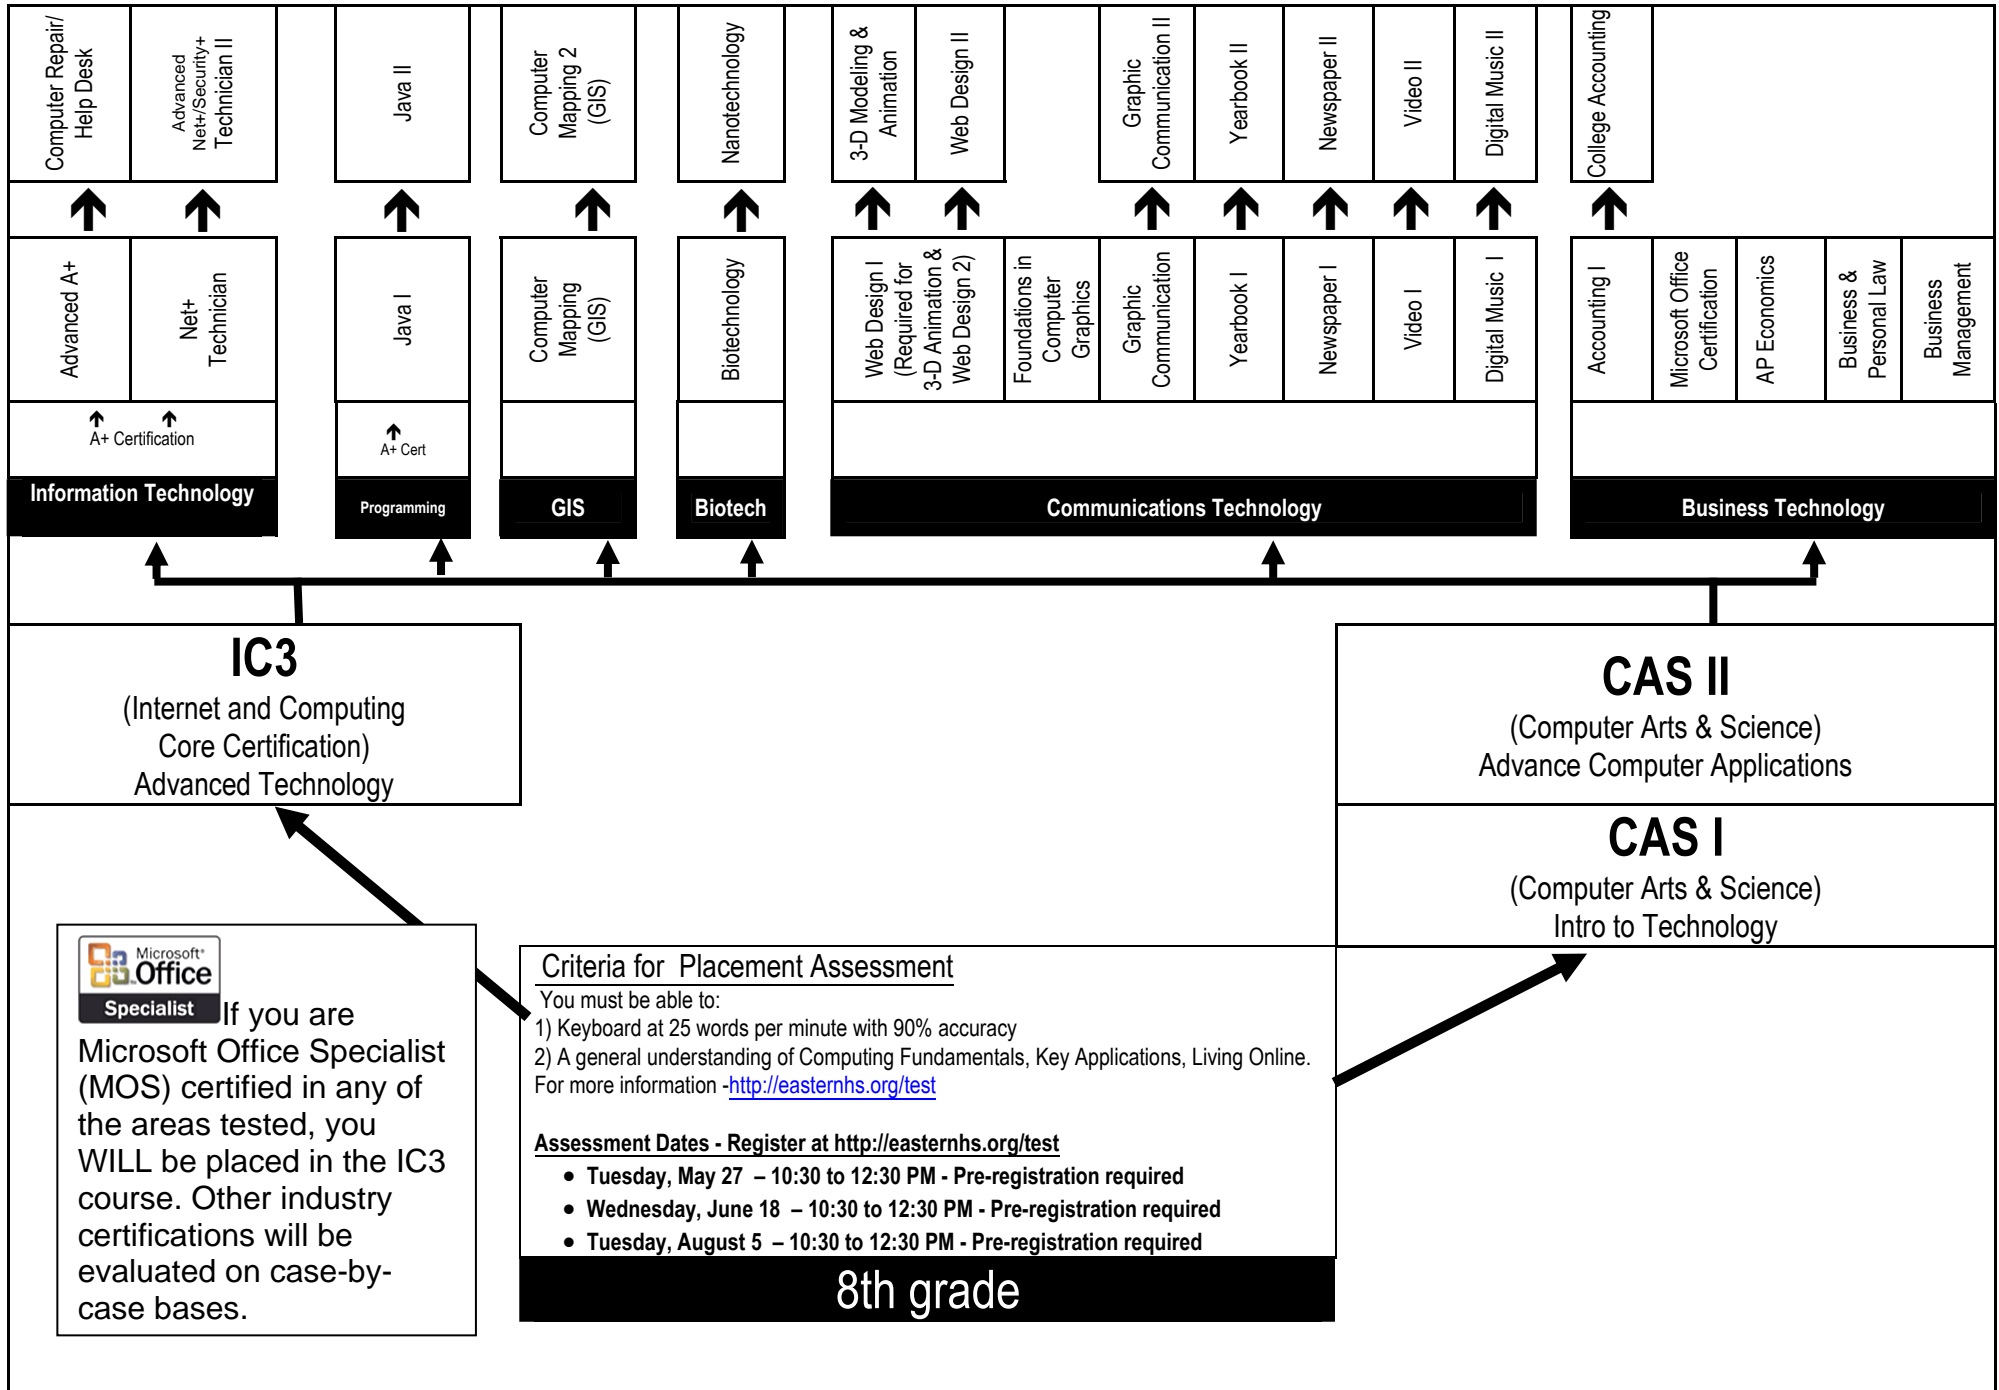 Computer Repair/
Help Desk
Advanced
Net+/Security+
Technician II
Java II
Computer
Mapping 2
(GIS)
Nanotechnology
3-D Modeling &
Animation
Web Design II
Graphic
Communication II
Yearbook II
Newspaper II
Video II
Digital Music II
College Accounting
Advanced A+
Net+
Technician
Java I
Computer
Mapping
(GIS)
Biotechnology
Web Design I
(Required for
3-D Animation &
Web Design 2)
Foundations in
Computer
Graphics
Graphic
Communication
Yearbook I
Newspaper I
Video I
Digital Music I
Accounting I
Microsoft Office
Certification
AP Economics
Business &
Personal Law
Business
Management
A+ Certification
A+ Cert
Information Technology
Programming
GIS
Biotech
Communications Technology
Business Technology
IC3
(Internet and Computing
Core Certification)
Advanced Technology
CAS II
(Computer Arts & Science)
Advance Computer Applications
CAS I
(Computer Arts & Science)
Intro to Technology
Microsoft
Office
Specialist
If you are
Microsoft Office Specialist
(MOS) certified in any of
the areas tested, you
WILL be placed in the IC3
course. Other industry
certifications will be
evaluated on case-by-
case bases.
Criteria for Placement Assessment
You must be able to:
1) Keyboard at 25 words per minute with 90% accuracy
2) A general understanding of Computing Fundamentals, Key Applications, Living Online.
For more information -http://easternhs.org/test
Assessment Dates - Register at http://easternhs.org/test
• Tuesday, May 27 – 10:30 to 12:30 PM - Pre-registration required
• Wednesday, June 18 – 10:30 to 12:30 PM - Pre-registration required
• Tuesday, August 5 – 10:30 to 12:30 PM - Pre-registration required
8th grade